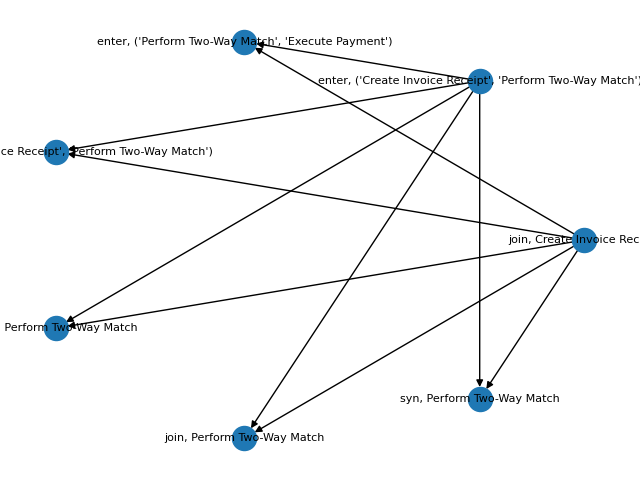 enter, ('Perform Two-Way Match', 'Execute Payment')
enter, ('Create Invoice Receipt', 'Perform Two-Way Match')
ce Receipt', 'Perform Two-Way Match')
join, Create Invoice Rec
Perform Two-Way Match
syn, Perform Two-Way Match
join, Perform Two-Way Match